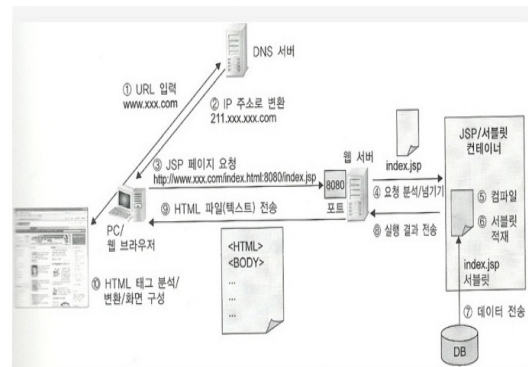 DNS 서버
① URL 입력
www.xxx.com
② IP 주소로 변환
211.xxx.xxx.com
③ JSP 페이지 요청
http://www.xxx.com/index.html:8080/index.jsp
웹 서버
8080
포트
index.jsp
④ 요청 분석/넘기기
JSP/서블릿
컨테이너
⑤ 컴파일
⑥ 서블릿
적재
index.jsp
서블릿
⑦ 데이터 전송
DB
⑧ 실행 결과 전송
⑨ HTML 파일(텍스트) 전송
PC/
웹 브라우저
<HTML>
<BODY>
...
...
...
⑩ HTML 태그 분석/
변환/화면 구성